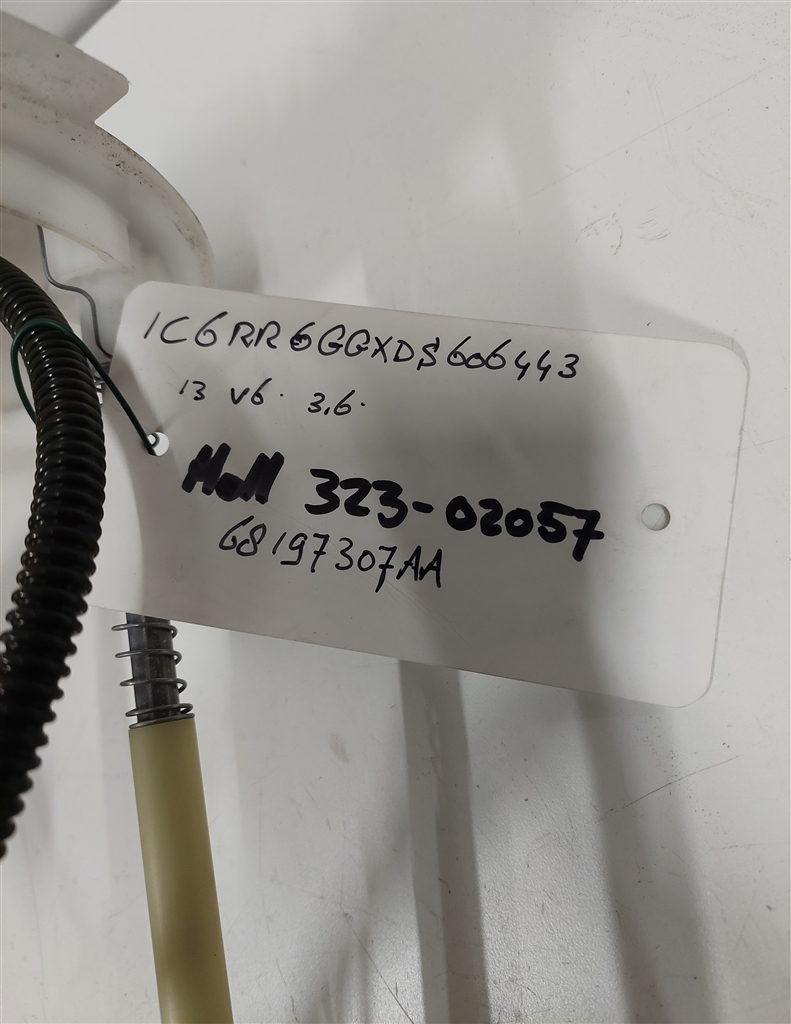 1C6RR6GGXDS606443
13 V6. 3.6.
Holl 323-02057
68197307AA